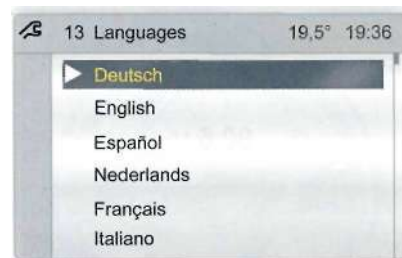 13 Languages 19,5° 19:36
Deutsch
English
Español
Nederlands
Français
Italiano